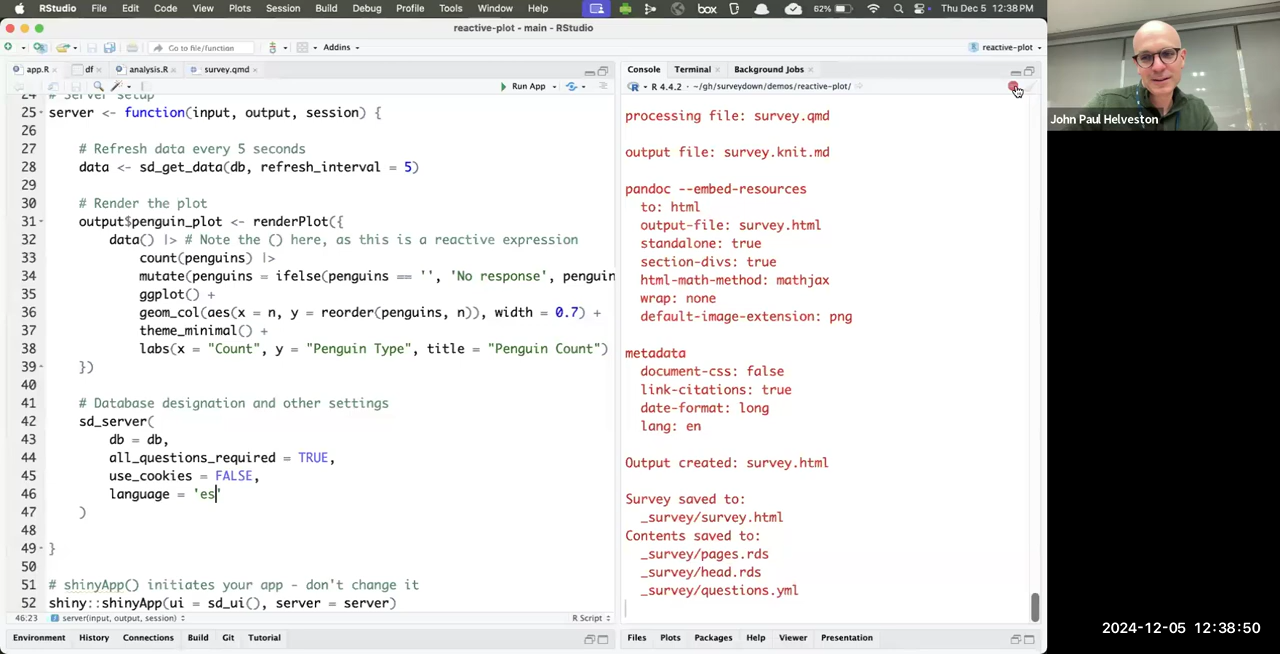 RStudio File Edit Code View Plots Session Build Debug Profile Tools Window Help box 62% Thu Dec 5 12:38 PM
reactive-plot - main - RStudio
Go to file/function Addins reactive-plot
app.R df analysis.R survey.qmd
Run App
24 # Server setup
25 server <- function(input, output, session) {
26
27 # Refresh data every 5 seconds
28 data <- sd_get_data(db, refresh_interval = 5)
29
30 # Render the plot
31 output$penguin_plot <- renderPlot({
32 data() |> # Note the () here, as this is a reactive expression
33 count(penguins) |>
34 mutate(penguins = ifelse(penguins == '', 'No response', penguin
35 ggplot() +
36 geom_col(aes(x = n, y = reorder(penguins, n)), width = 0.7) +
37 theme_minimal() +
38 labs(x = "Count", y = "Penguin Type", title = "Penguin Count")
39 })
40
41 # Database designation and other settings
42 sd_server(
43 db = db,
44 all_questions_required = TRUE,
45 use_cookies = FALSE,
46 language = 'es'
47 )
48
49 }
50
51 # shinyApp() initiates your app - don't change it
52 shiny::shinyApp(ui = sd_ui(), server = server)
46:23 server(input, output, session) R Script
Environment History Connections Build Git Tutorial
Console Terminal Background Jobs
R 4.4.2 · ~/gh/surveydown/demos/reactive-plot/
processing file: survey.qmd
output file: survey.knit.md
pandoc --embed-resources
to: html
output-file: survey.html
standalone: true
section-divs: true
html-math-method: mathjax
wrap: none
default-image-extension: png
metadata
document-css: false
link-citations: true
date-format: long
lang: en
Output created: survey.html
Survey saved to:
_survey/survey.html
Contents saved to:
_survey/pages.rds
_survey/head.rds
_survey/questions.yml
Files Plots Packages Help Viewer Presentation
John Paul Helveston
2024-12-05 12:38:50